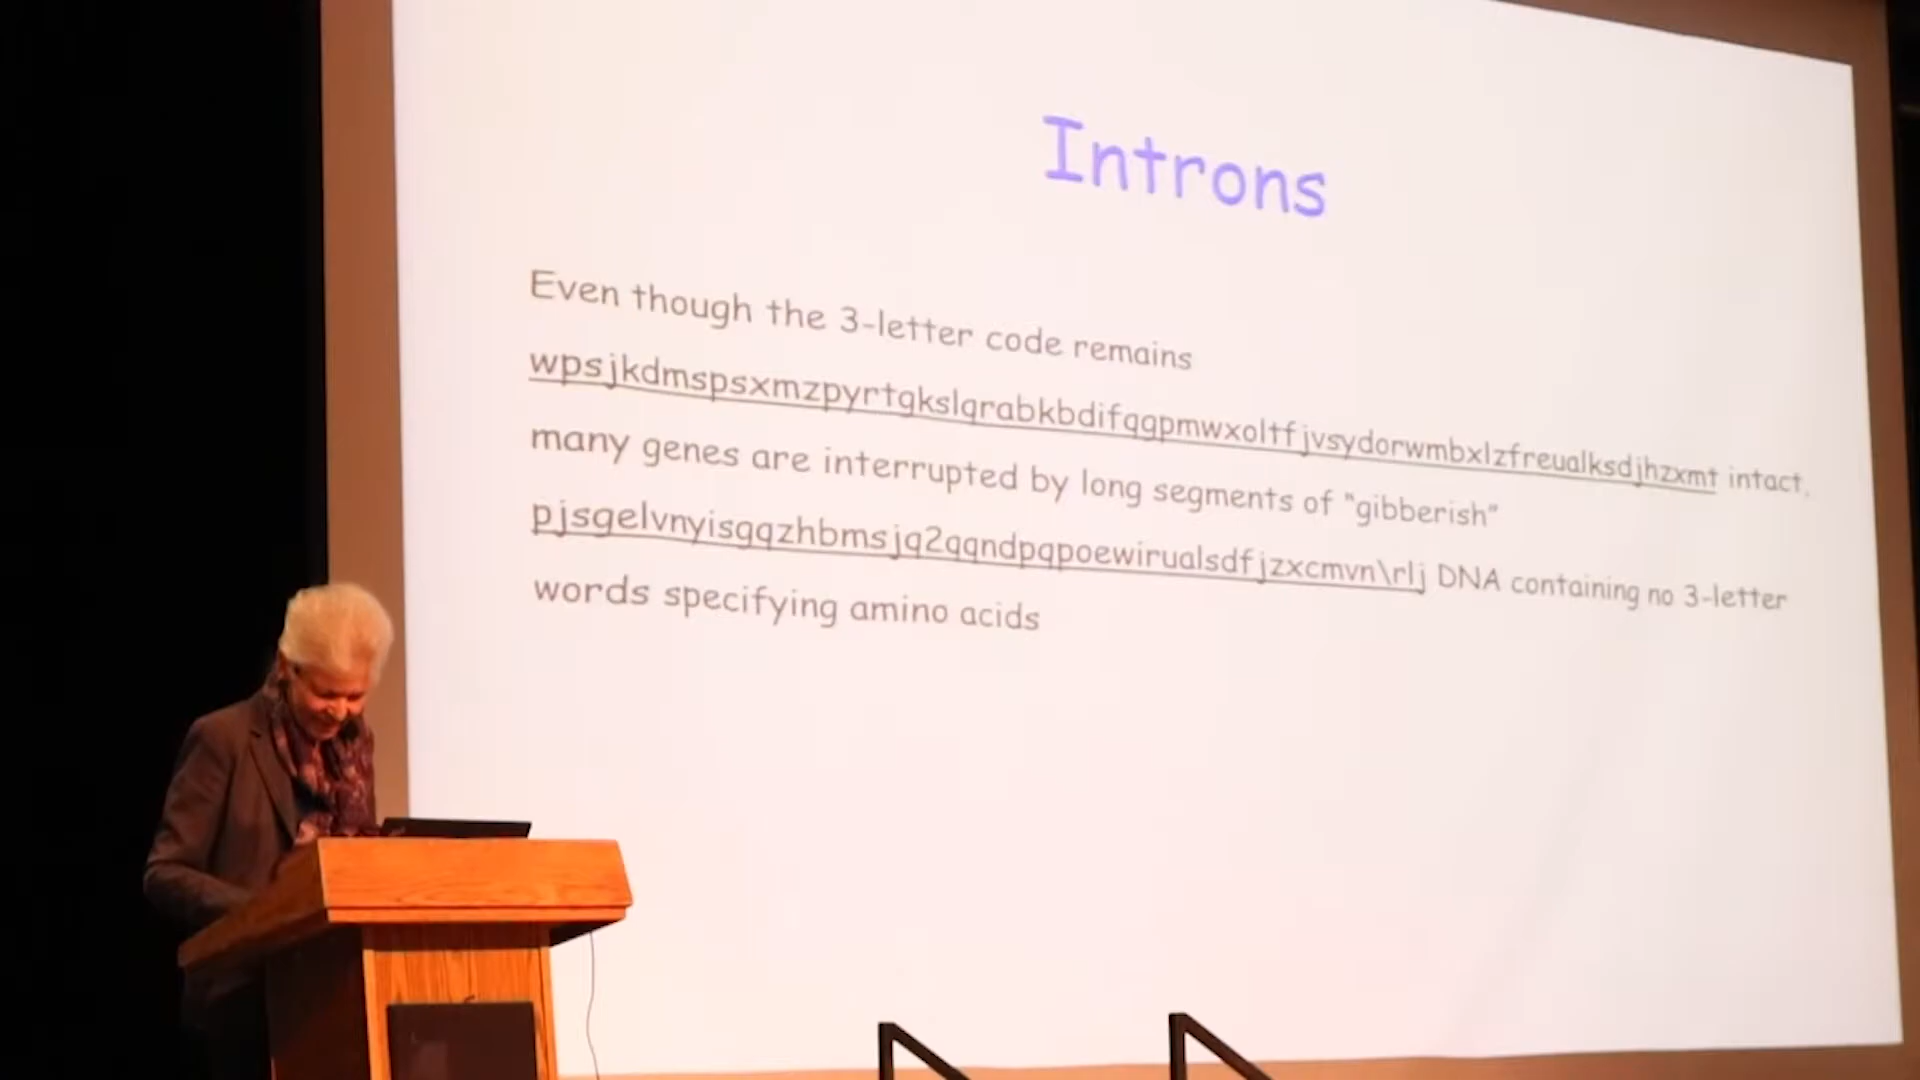 Introns
Even though the 3-letter code remains
wpsjkdmspsxmzpyrtgkslqrabkbdifqgpmwxoltfjvsydorwmbxlzfreualksdjhzxmt intact,
many genes are interrupted by long segments of "gibberish"
pjsgelvnyisgqzhbmsjq2qqndpqpoewirualsdfjzxcmvn\rlj DNA containing no 3-letter
words specifying amino acids